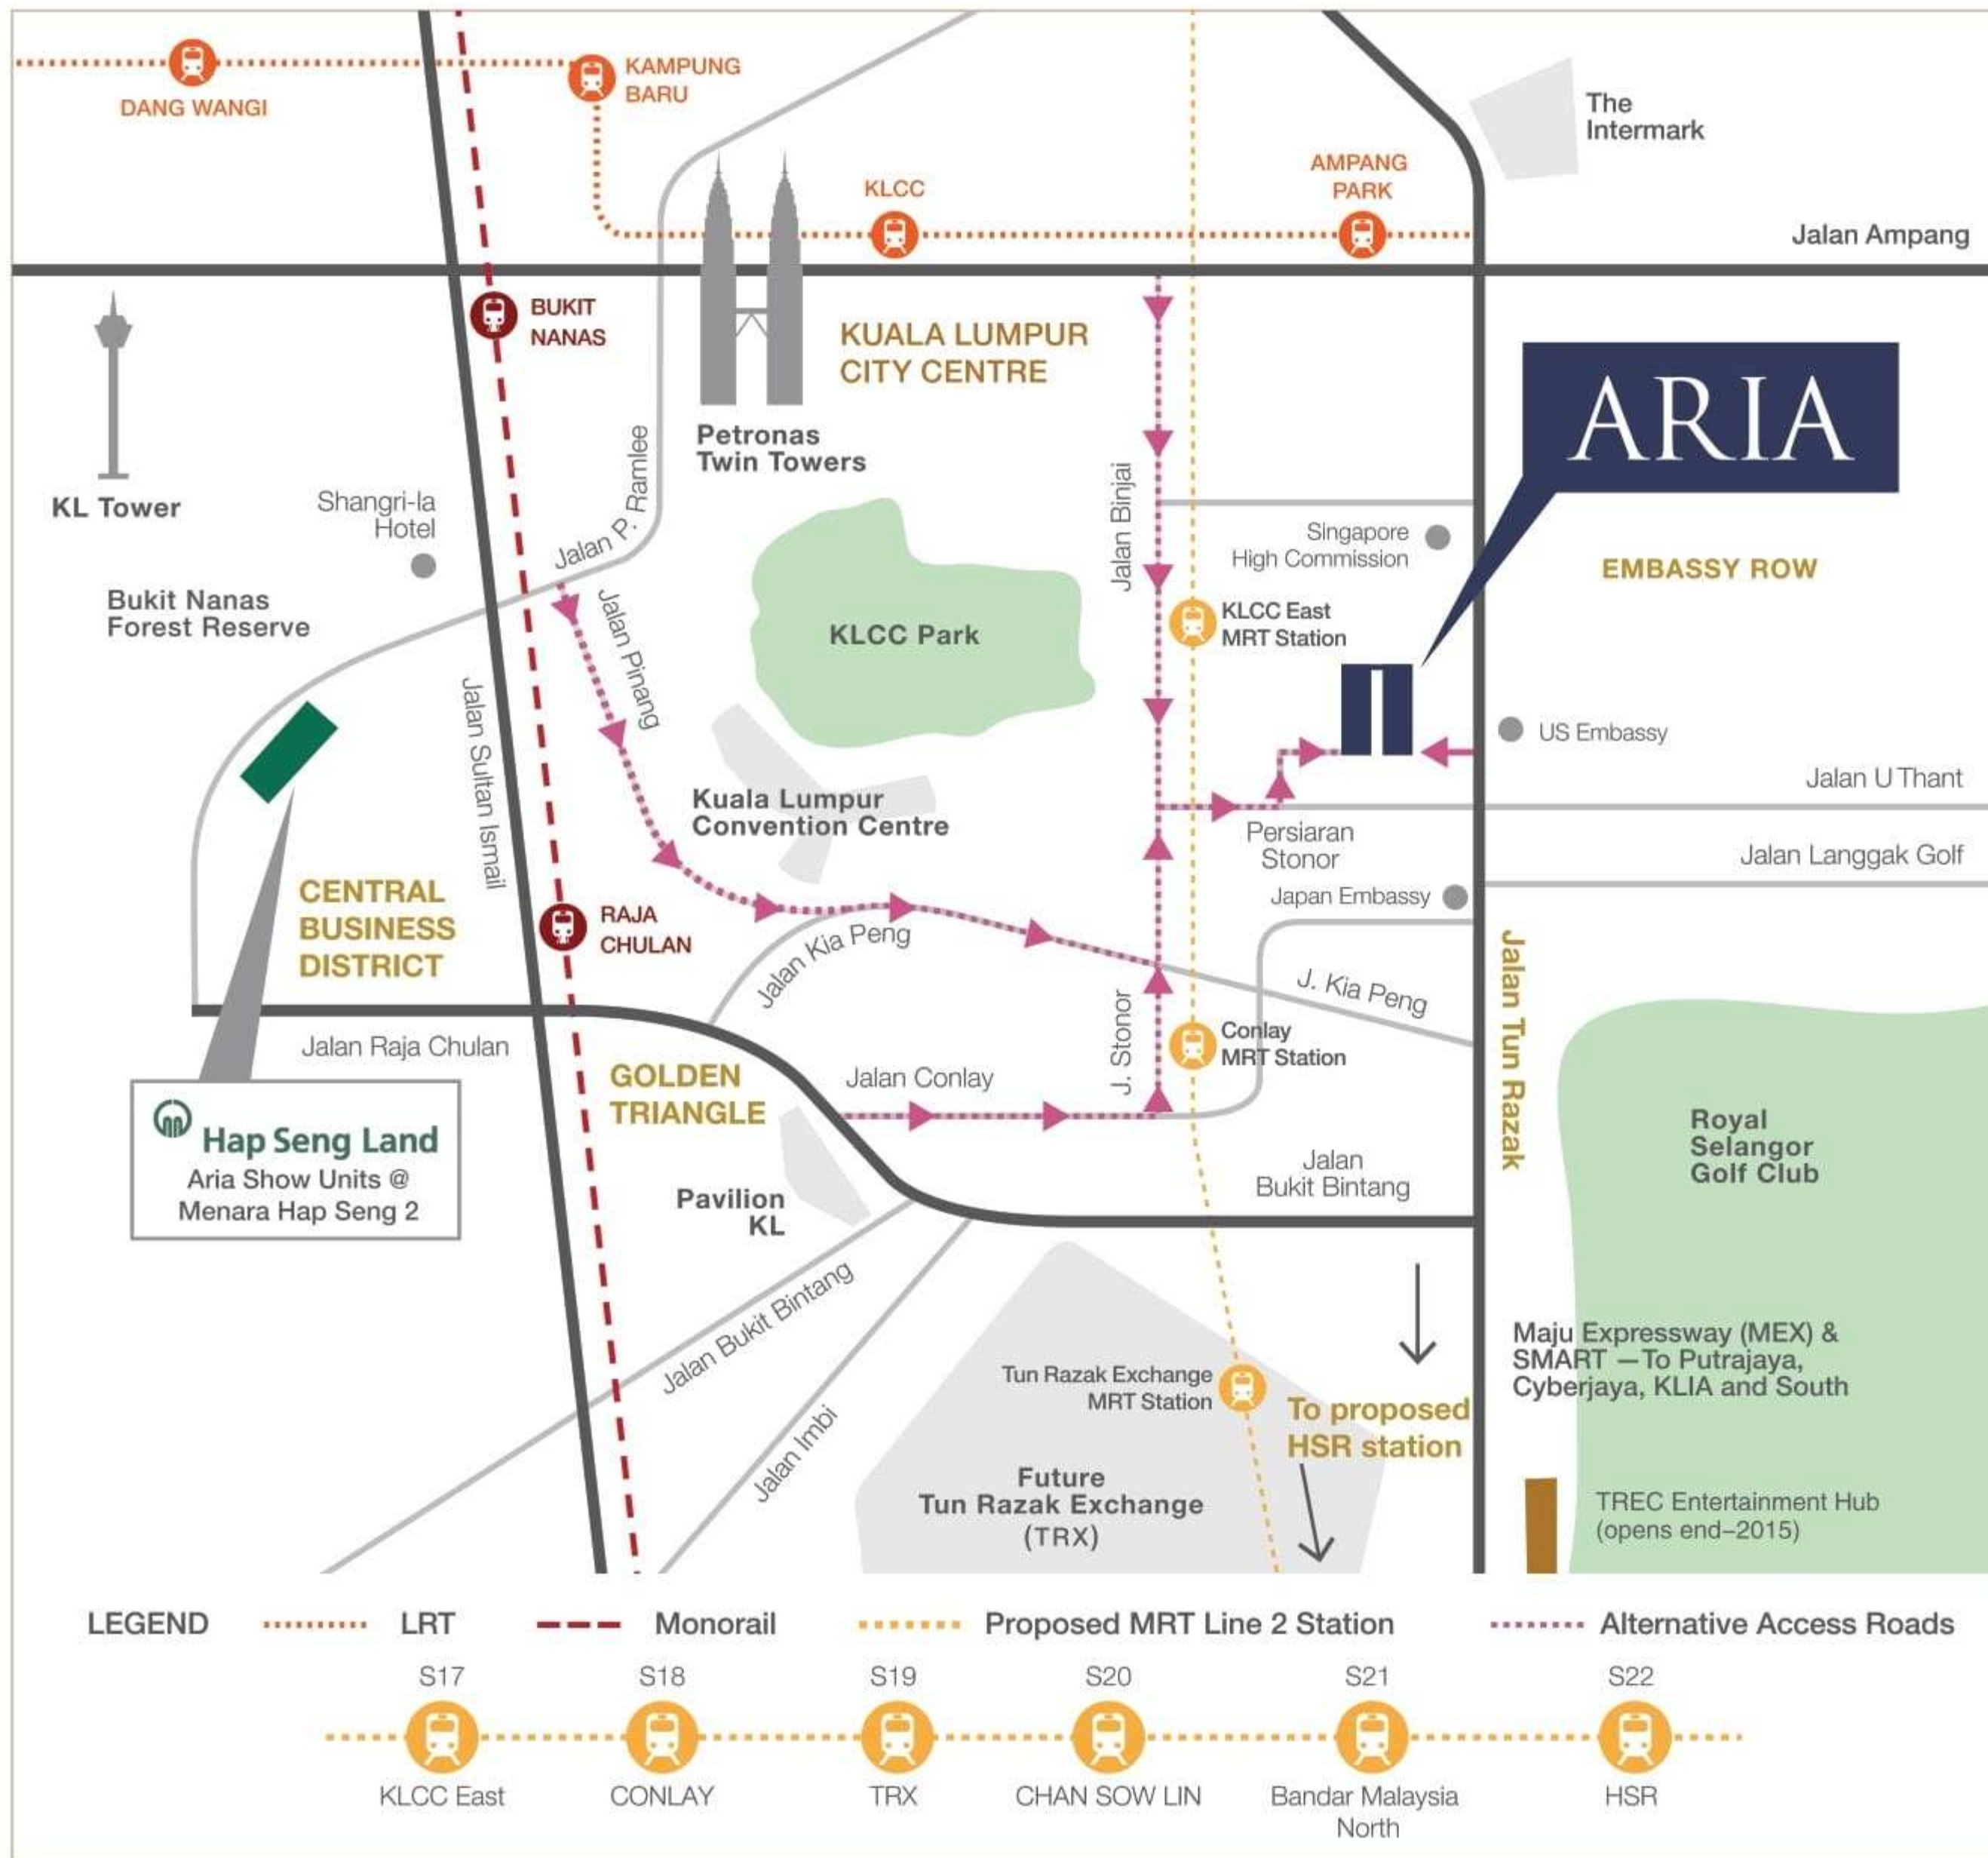 DANG WANGI
KAMPUNG
BARU
KLCC
AMPANG
PARK
The
Intermark
Jalan Ampang
BUKIT
NANAS
KUALA LUMPUR
CITY CENTRE
ARIA
KL Tower
Petronas
Twin Towers
Shangri-la
Hotel
Jalan P. Ramlee
Jalan Binjai
Singapore
High Commission
EMBASSY ROW
Bukit Nanas
Forest Reserve
Jalan Pinang
KLCC Park
KLCC East
MRT Station
Jalan Sultan Ismail
US Embassy
Jalan U Thant
Kuala Lumpur
Convention Centre
Persiaran
Stonor
Jalan Langgak Golf
Japan Embassy
CENTRAL
BUSINESS
DISTRICT
RAJA
CHULAN
Jalan Kia Peng
J. Kia Peng
Jalan Tun Razak
J. Stonor
Conlay
MRT Station
Jalan Raja Chulan
GOLDEN
TRIANGLE
Jalan Conlay
Hap Seng Land
Aria Show Units @
Menara Hap Seng 2
Royal
Selangor
Golf Club
Pavilion
KL
Jalan
Bukit Bintang
Jalan Bukit Bintang
Jalan Imbi
Tun Razak Exchange
MRT Station
To proposed
HSR station
Maju Expressway (MEX) &
SMART —To Putrajaya,
Cyberjaya, KLIA and South
Future
Tun Razak Exchange
(TRX)
TREC Entertainment Hub
(opens end–2015)
LEGEND LRT Monorail Proposed MRT Line 2 Station Alternative Access Roads
S17 S18 S19 S20 S21 S22
KLCC East CONLAY TRX CHAN SOW LIN Bandar Malaysia HSR
North